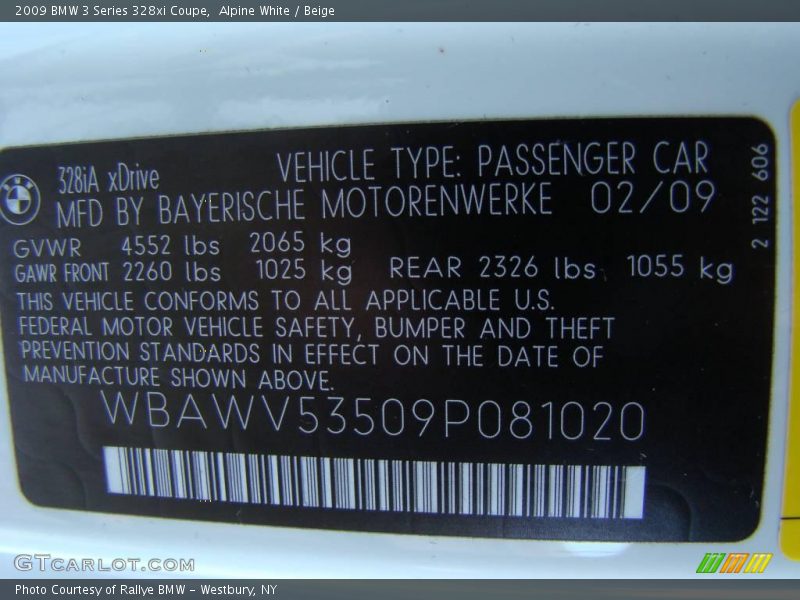 2009 BMW 3 Series 328xi Coupe, Alpine White / Beige
328iA xDrive VEHICLE TYPE: PASSENGER CAR
MFD BY BAYERISCHE MOTORENWERKE 02/09
GVWR 4552 lbs 2065 kg
GAWR FRONT 2260 lbs 1025 kg REAR 2326 lbs 1055 kg
THIS VEHICLE CONFORMS TO ALL APPLICABLE U.S.
FEDERAL MOTOR VEHICLE SAFETY, BUMPER AND THEFT
PREVENTION STANDARDS IN EFFECT ON THE DATE OF
MANUFACTURE SHOWN ABOVE.
WBAWV53509P081020
2 122 606
GTCARLOT.COM
Photo Courtesy of Rallye BMW - Westbury, NY